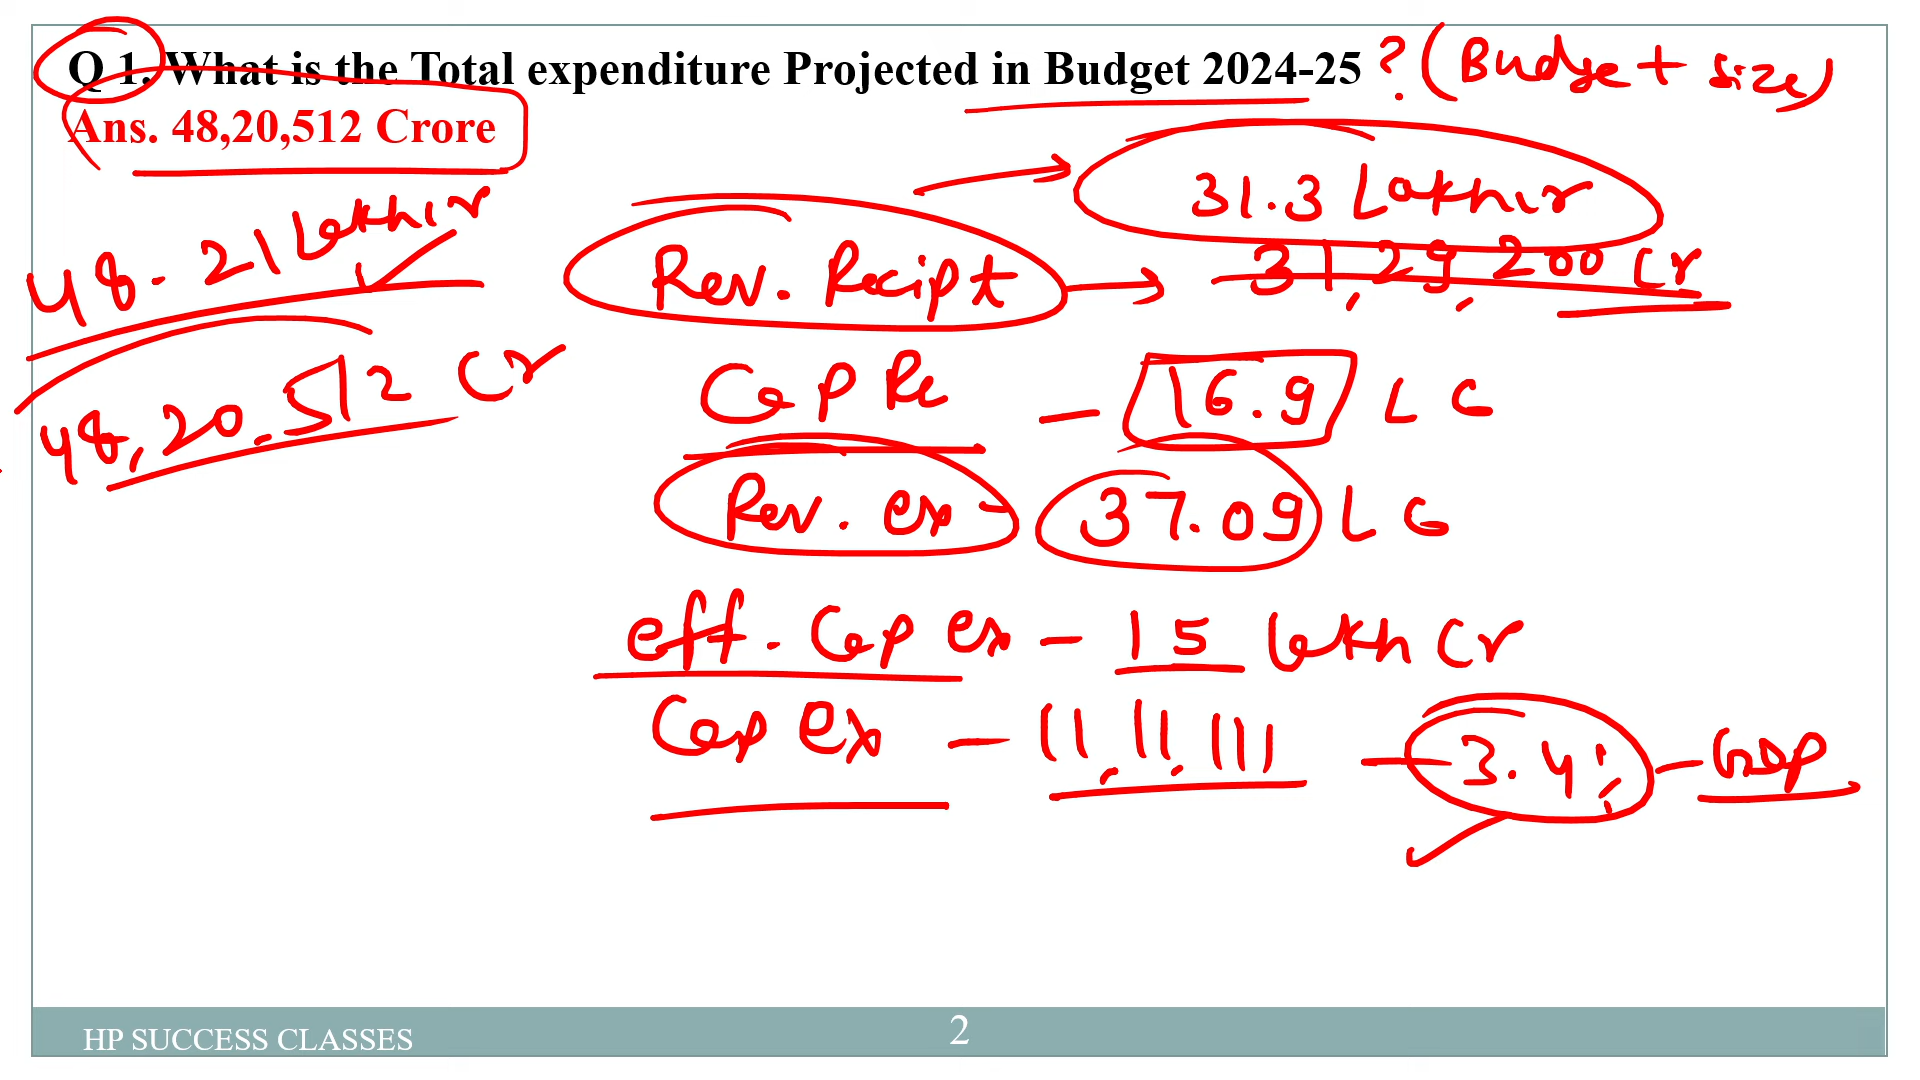 Q 1. What is the Total expenditure Projected in Budget 2024-25 ? (Budget size)
Ans. 48,20,512 Crore
48.21 Lakh cr
48,20,512 Cr
31.3 Lakh cr
Rev. Recipt → 31,29,200 Cr
Cap Re — 16.9 L C
Rev. ex - 37.09 L C
eff. Cap ex — 15 lakh Cr
Cap ex — 11,11,111 — 3.4% — GDP
HP SUCCESS CLASSES
2